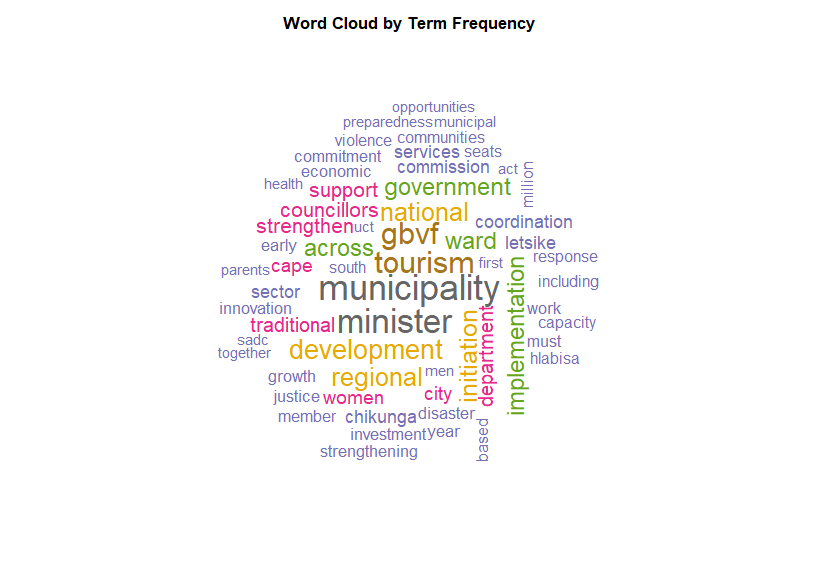 Word Cloud by Term Frequency
opportunities
preparedness municipal
violence communities
commitment services seats
economic commission act
health support government million
councillors national
strengthen uct gbvf ward coordination
early across letsike
parents cape south tourism first response
sector municipality including
innovation work
traditional minister initiation department implementation capacity
sadc must
together development hlabisa
growth regional men
justice women city
member chikunga disaster
investment year based
strengthening